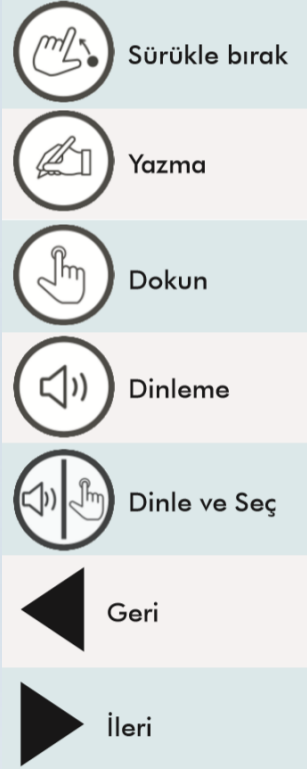 Sürükle bırak
Yazma
Dokun
Dinleme
Dinle ve Seç
Geri
İleri